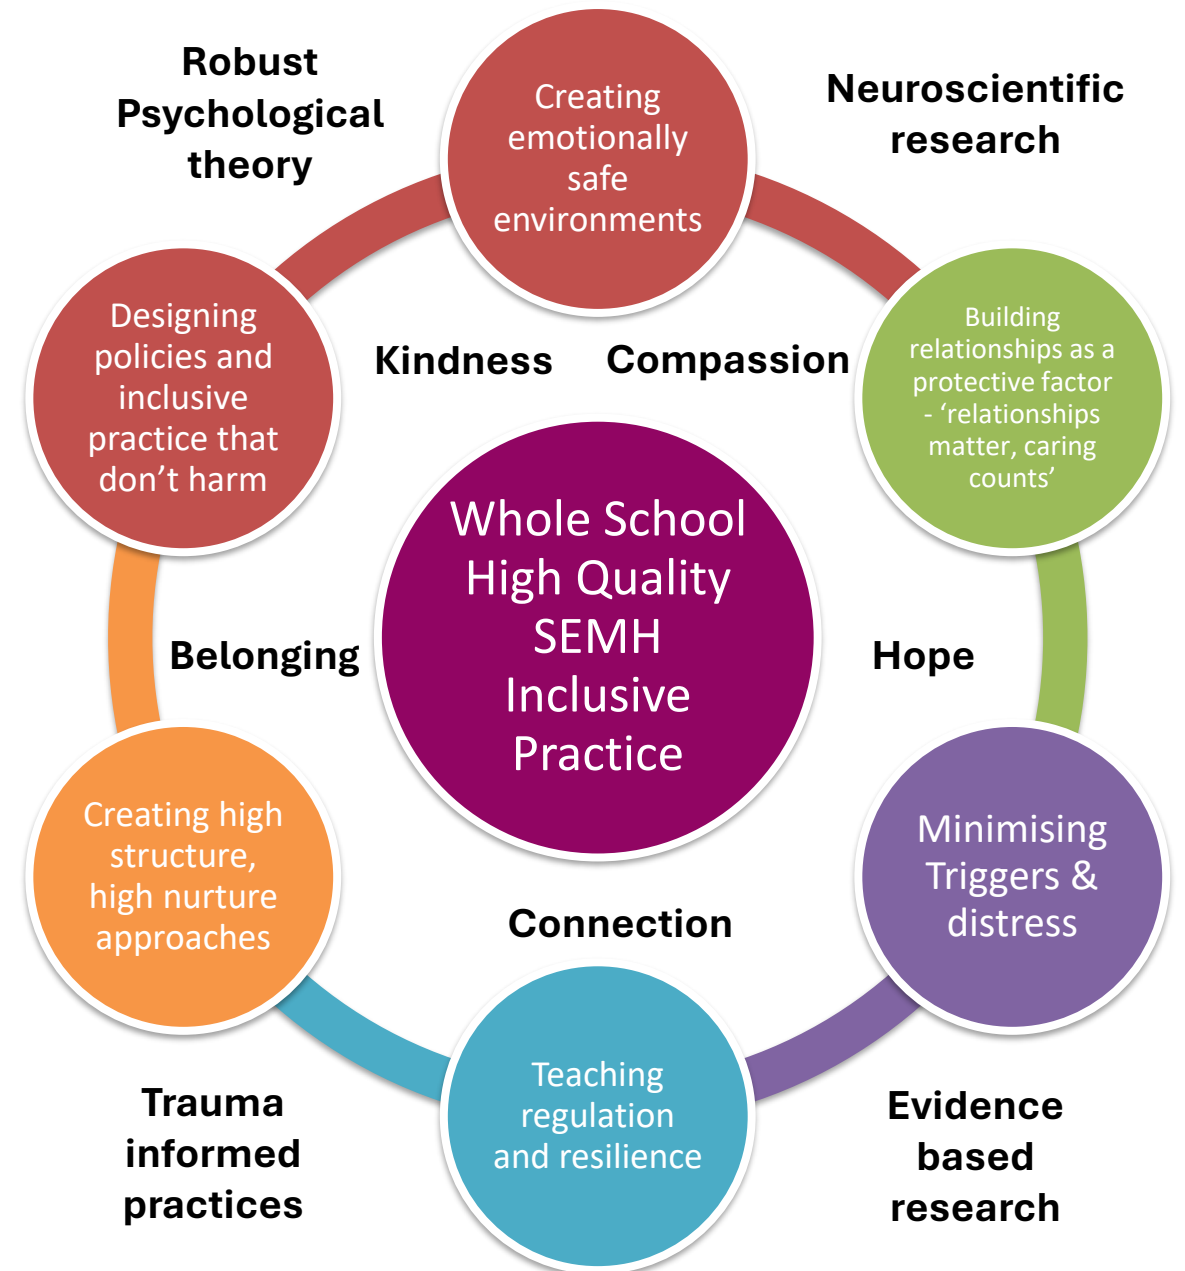 Robust
Psychological
theory
Creating
emotionally
safe
environments
Neuroscientific
research
Designing
policies and
inclusive
practice that
don’t harm
Kindness
Compassion
Building
relationships as a
protective factor
- ‘relationships
matter, caring
counts’
Whole School
High Quality
SEMH
Inclusive
Practice
Belonging
Hope
Creating high
structure,
high nurture
approaches
Minimising
Triggers &
distress
Connection
Teaching
regulation
and resilience
Trauma
informed
practices
Evidence
based
research